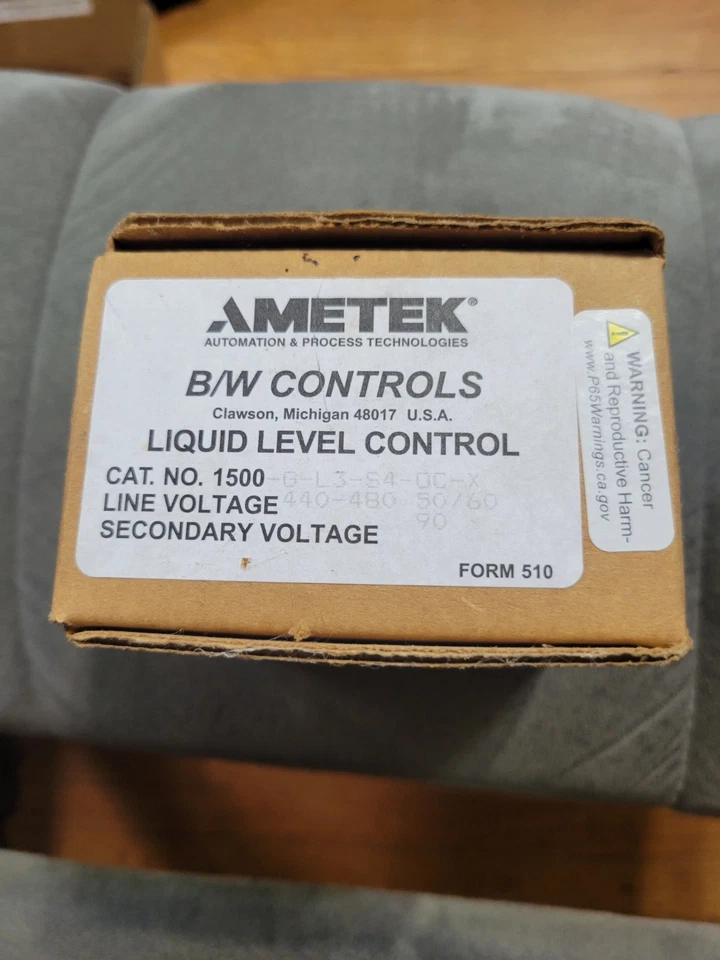 AMETEK®
AUTOMATION & PROCESS TECHNOLOGIES
B/W CONTROLS
Clawson, Michigan 48017 U.S.A.
LIQUID LEVEL CONTROL
CAT. NO. 1500-G-L3-S4-OC-X
LINE VOLTAGE 440-480 50/60
SECONDARY VOLTAGE 90
FORM 510
WARNING: Cancer
and Reproductive Harm-
www.P65Warnings.ca.gov